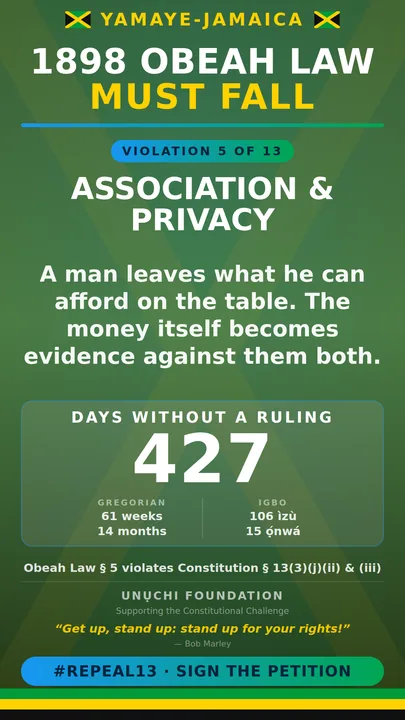 YAMAYE-JAMAICA
1898 OBEAH LAW
MUST FALL
VIOLATION 5 OF 13
ASSOCIATION &
PRIVACY
A man leaves what he can
afford on the table. The
money itself becomes
evidence against them both.
DAYS WITHOUT A RULING
427
GREGORIAN
61 weeks
14 months
IGBO
106 ìzù
15 ọ́nwá
Obeah Law § 5 violates Constitution § 13(3)(j)(ii) & (iii)
UNỤCHI FOUNDATION
Supporting the Constitutional Challenge
“Get up, stand up: stand up for your rights!”
— Bob Marley
#REPEAL13 · SIGN THE PETITION